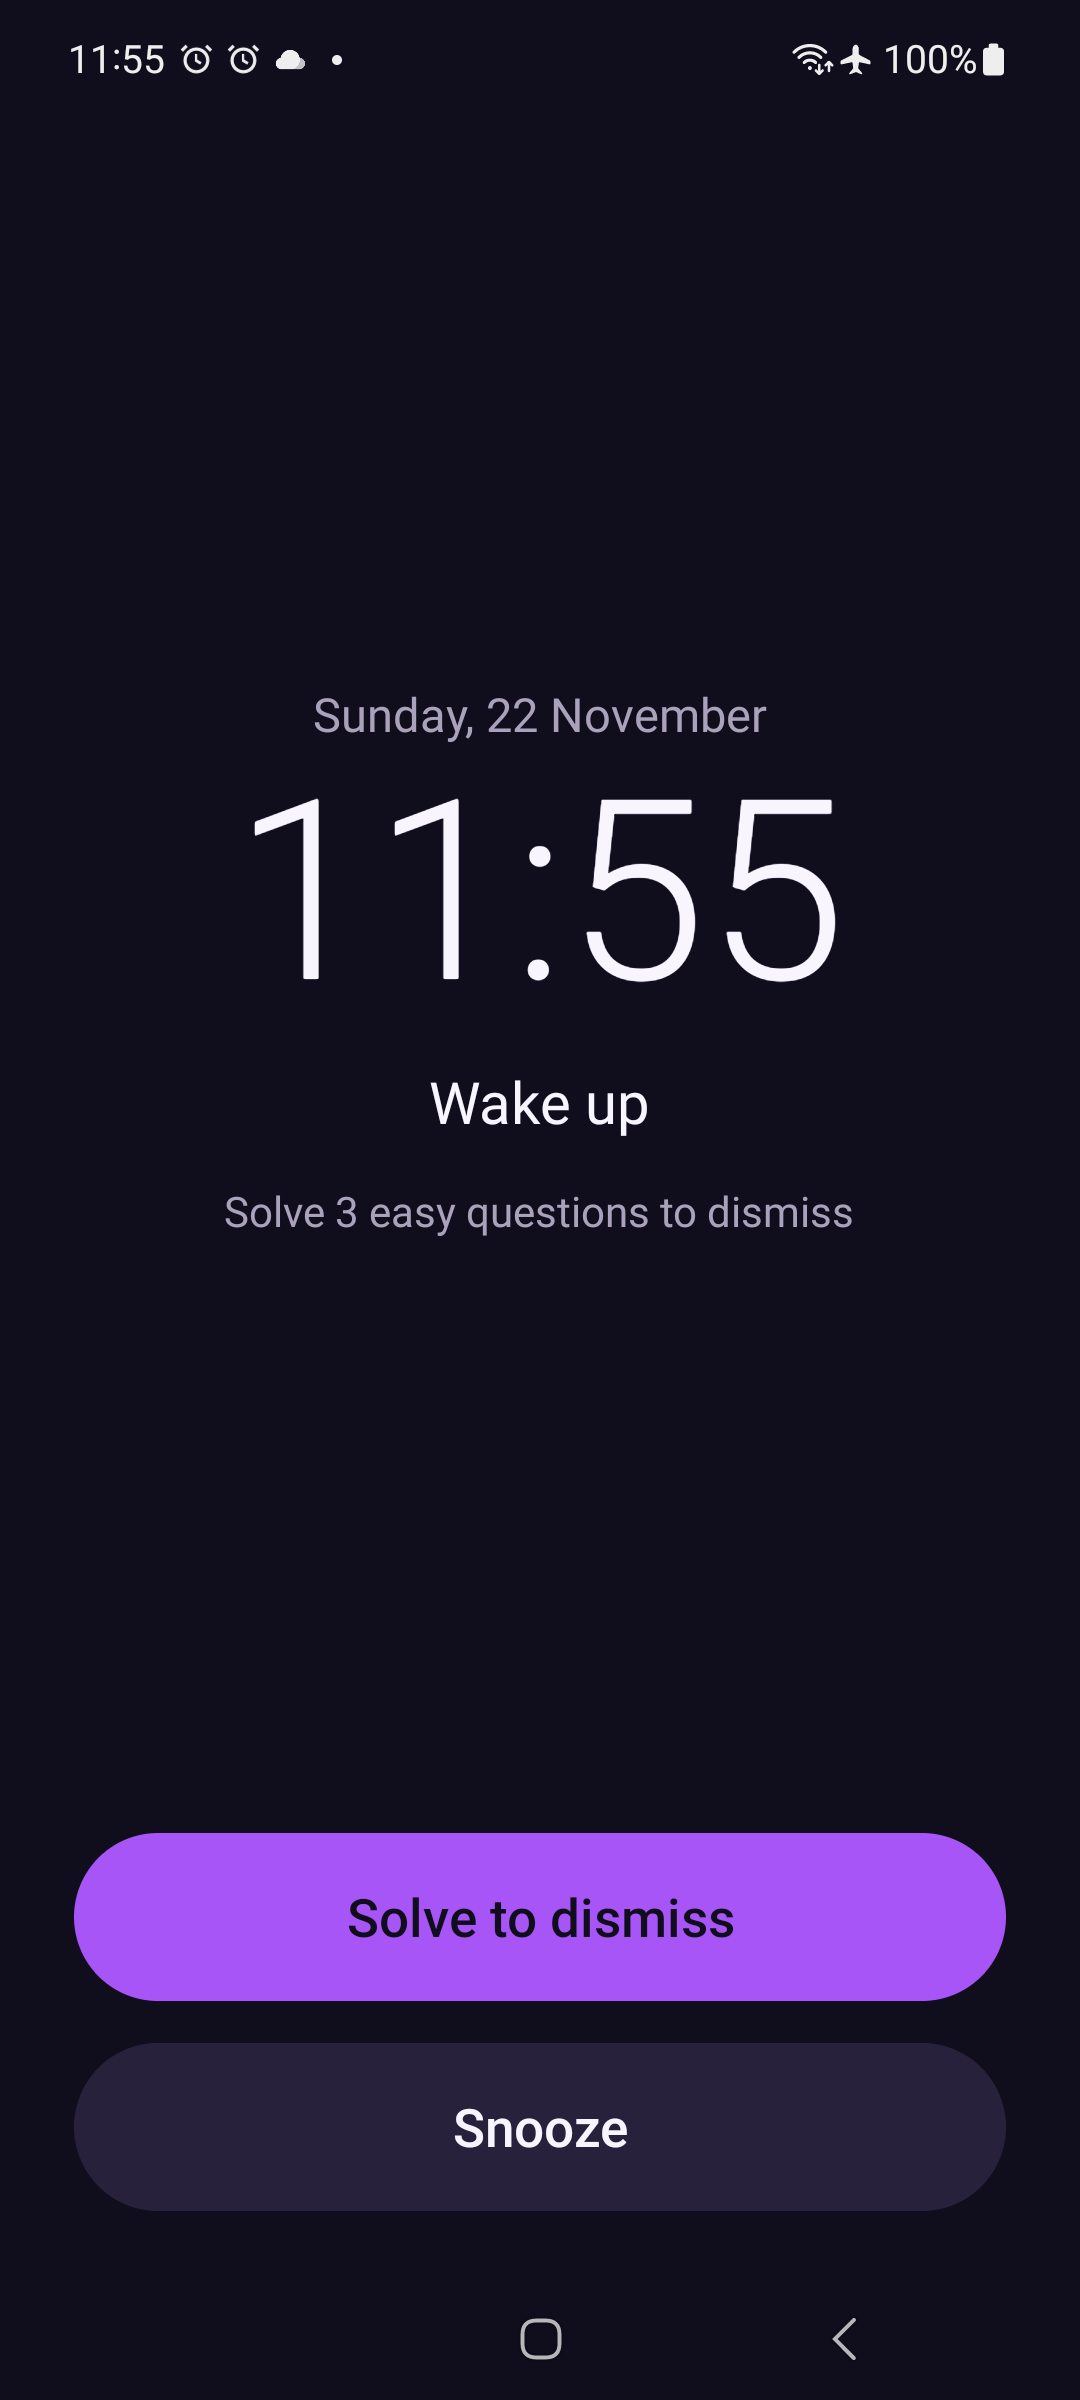 11:55 100%
Sunday, 22 November
11:55
Wake up
Solve 3 easy questions to dismiss
Solve to dismiss
Snooze